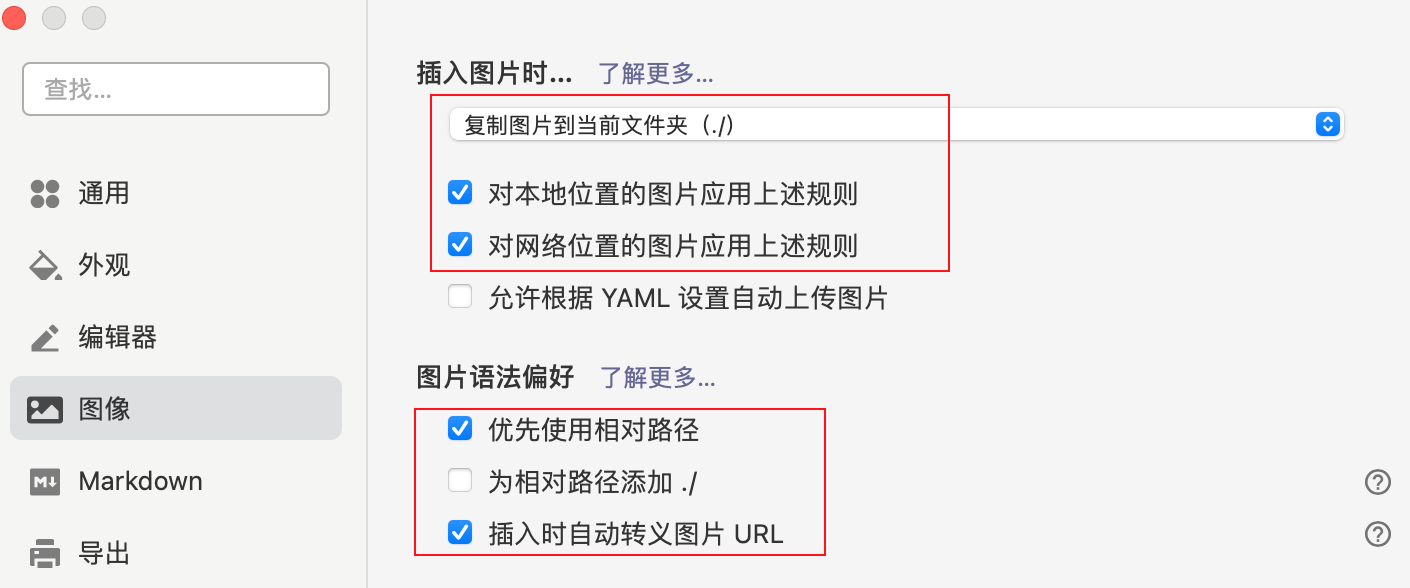 查找...
通用
外观
编辑器
图像
Markdown
导出
插入图片时... 了解更多...
复制图片到当前文件夹（./）
对本地位置的图片应用上述规则
对网络位置的图片应用上述规则
允许根据 YAML 设置自动上传图片
图片语法偏好 了解更多...
优先使用相对路径
为相对路径添加 ./
插入时自动转义图片 URL